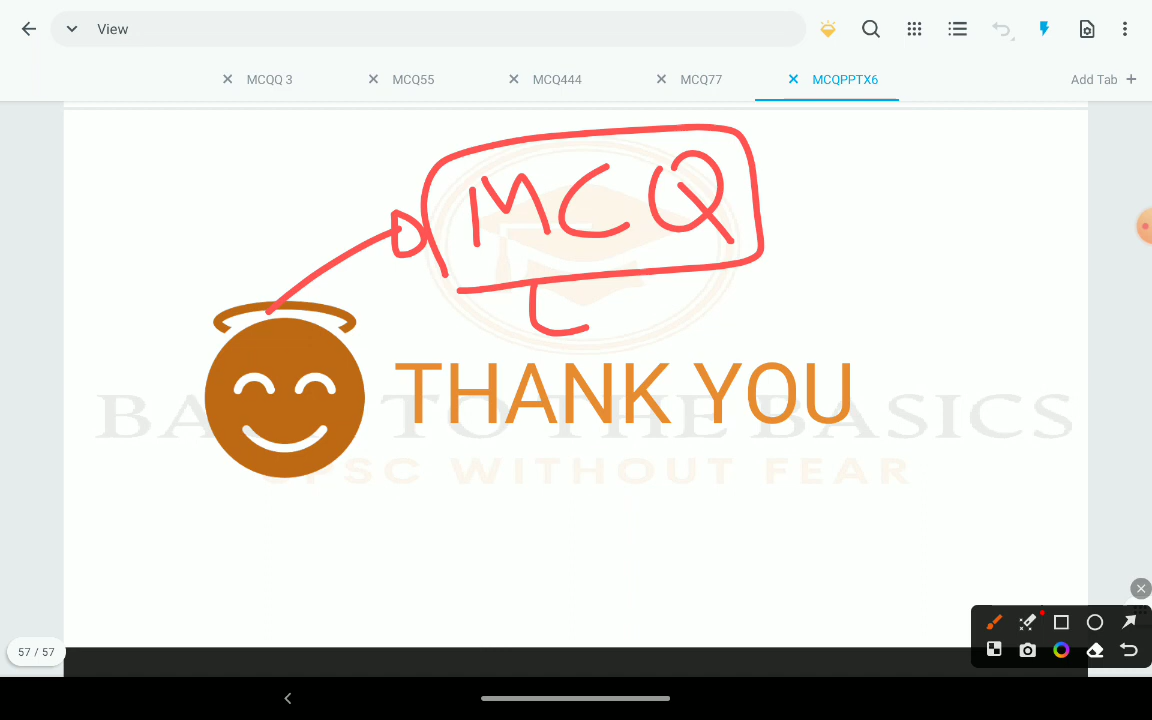 View
MCQQ 3 MCQ55 MCQ444 MCQ77 MCQPPTX6 Add Tab
MCQ
THANK YOU
BACK TO THE BASICS
UPSC WITHOUT FEAR
57 / 57